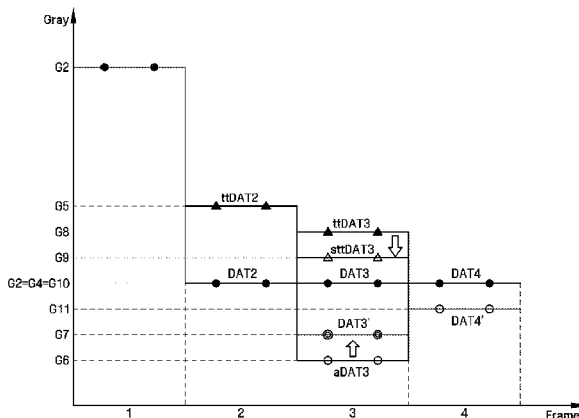 Gray
G2
G5
ttDAT2
G8
ttDAT3
G9
sttDAT3
G2=G4=G10
DAT2
DAT3
DAT4
G11
DAT4'
G7
DAT3'
G6
aDAT3
1
2
3
4
Frame